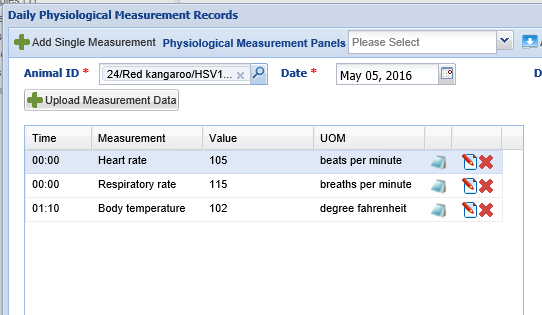 Daily Physiological Measurement Records
Add Single Measurement Physiological Measurement Panels Please Select
Animal ID * 24/Red kangaroo/HSV1... Date * May 05, 2016 D
Upload Measurement Data
Time Measurement Value UOM
00:00 Heart rate 105 beats per minute
00:00 Respiratory rate 115 breaths per minute
01:10 Body temperature 102 degree fahrenheit